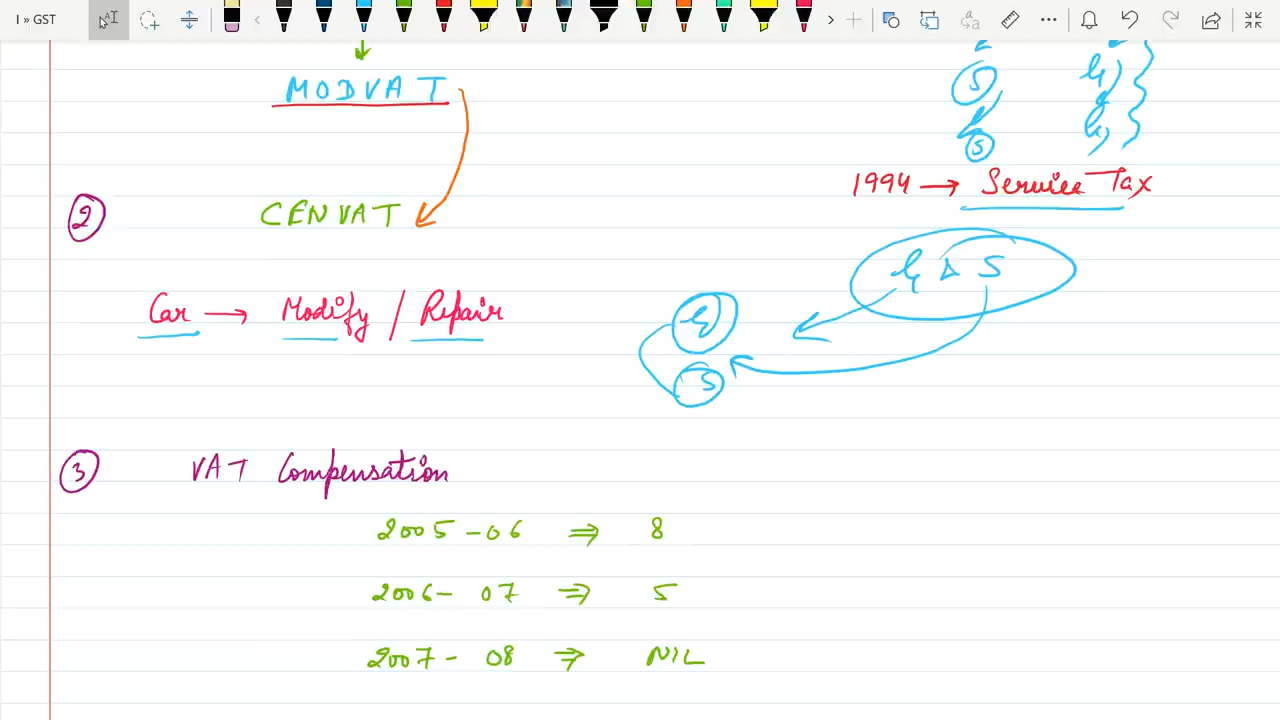 I » GST
MODVAT
S G
S G
1994 → Service Tax
② CENVAT
G & S
Car → Modify / Repair
G
S
③ VAT Compensation
2005 - 06 ⇒ 8
2006 - 07 ⇒ 5
2007 - 08 ⇒ NIL